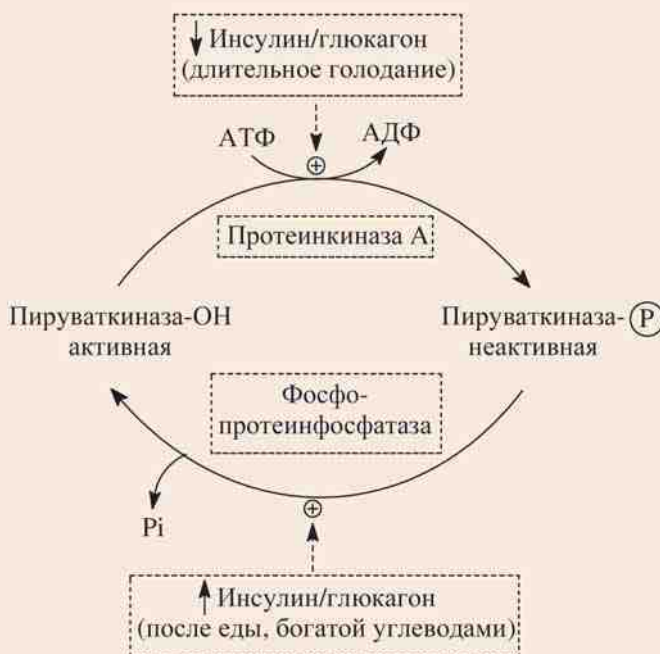 ↓ Инсулин/глюкагон
(длительное голодание)
АТФ
АДФ
⊕
Протеинкиназа А
Пируваткиназа-ОН
активная
Пируваткиназа-Ⓟ
неактивная
Фосфо-
протеинфосфатаза
Pi
⊕
↑ Инсулин/глюкагон
(после еды, богатой углеводами)